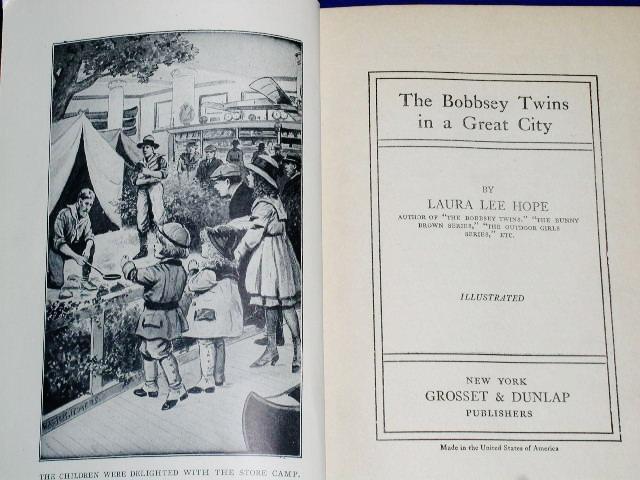 THE CHILDREN WERE DELIGHTED WITH THE STORE CAMP.
The Bobbsey Twins
in a Great City
BY
LAURA LEE HOPE
AUTHOR OF "THE BOBBSEY TWINS," "THE BUNNY
BROWN SERIES," "THE OUTDOOR GIRLS
SERIES," ETC.
ILLUSTRATED
NEW YORK
GROSSET & DUNLAP
PUBLISHERS
Made in the United States of America